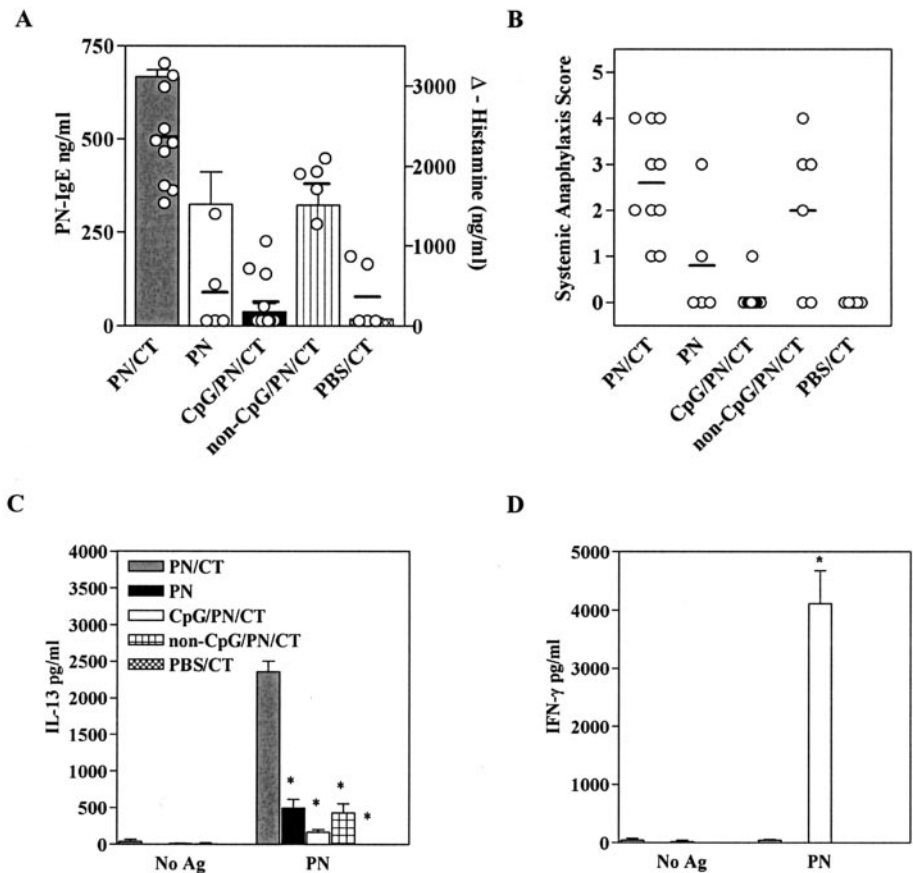 A
PN-IgE ng/ml
750
500
250
0
3000
2000
1000
0
Δ - Histamine (ng/ml)
PN/CT
PN
CpG/PN/CT
non-CpG/PN/CT
PBS/CT
B
Systemic Anaphylaxis Score
5
4
3
2
1
0
PN/CT
PN
CpG/PN/CT
non-CpG/PN/CT
PBS/CT
C
IL-13 pg/ml
4000
3500
3000
2500
2000
1500
1000
500
0
PN/CT
PN
CpG/PN/CT
non-CpG/PN/CT
PBS/CT
* * * *
No Ag PN
D
IFN-γ pg/ml
5000
4000
3000
2000
1000
0
*
No Ag PN